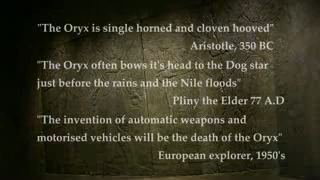 "The Oryx is single horned and cloven hooved"
Aristotle, 350 BC
"The Oryx often bows it's head to the Dog star
just before the rains and the Nile floods"
Pliny the Elder 77 A.D
"The invention of automatic weapons and
motorised vehicles will be the death of the Oryx"
European explorer, 1950's